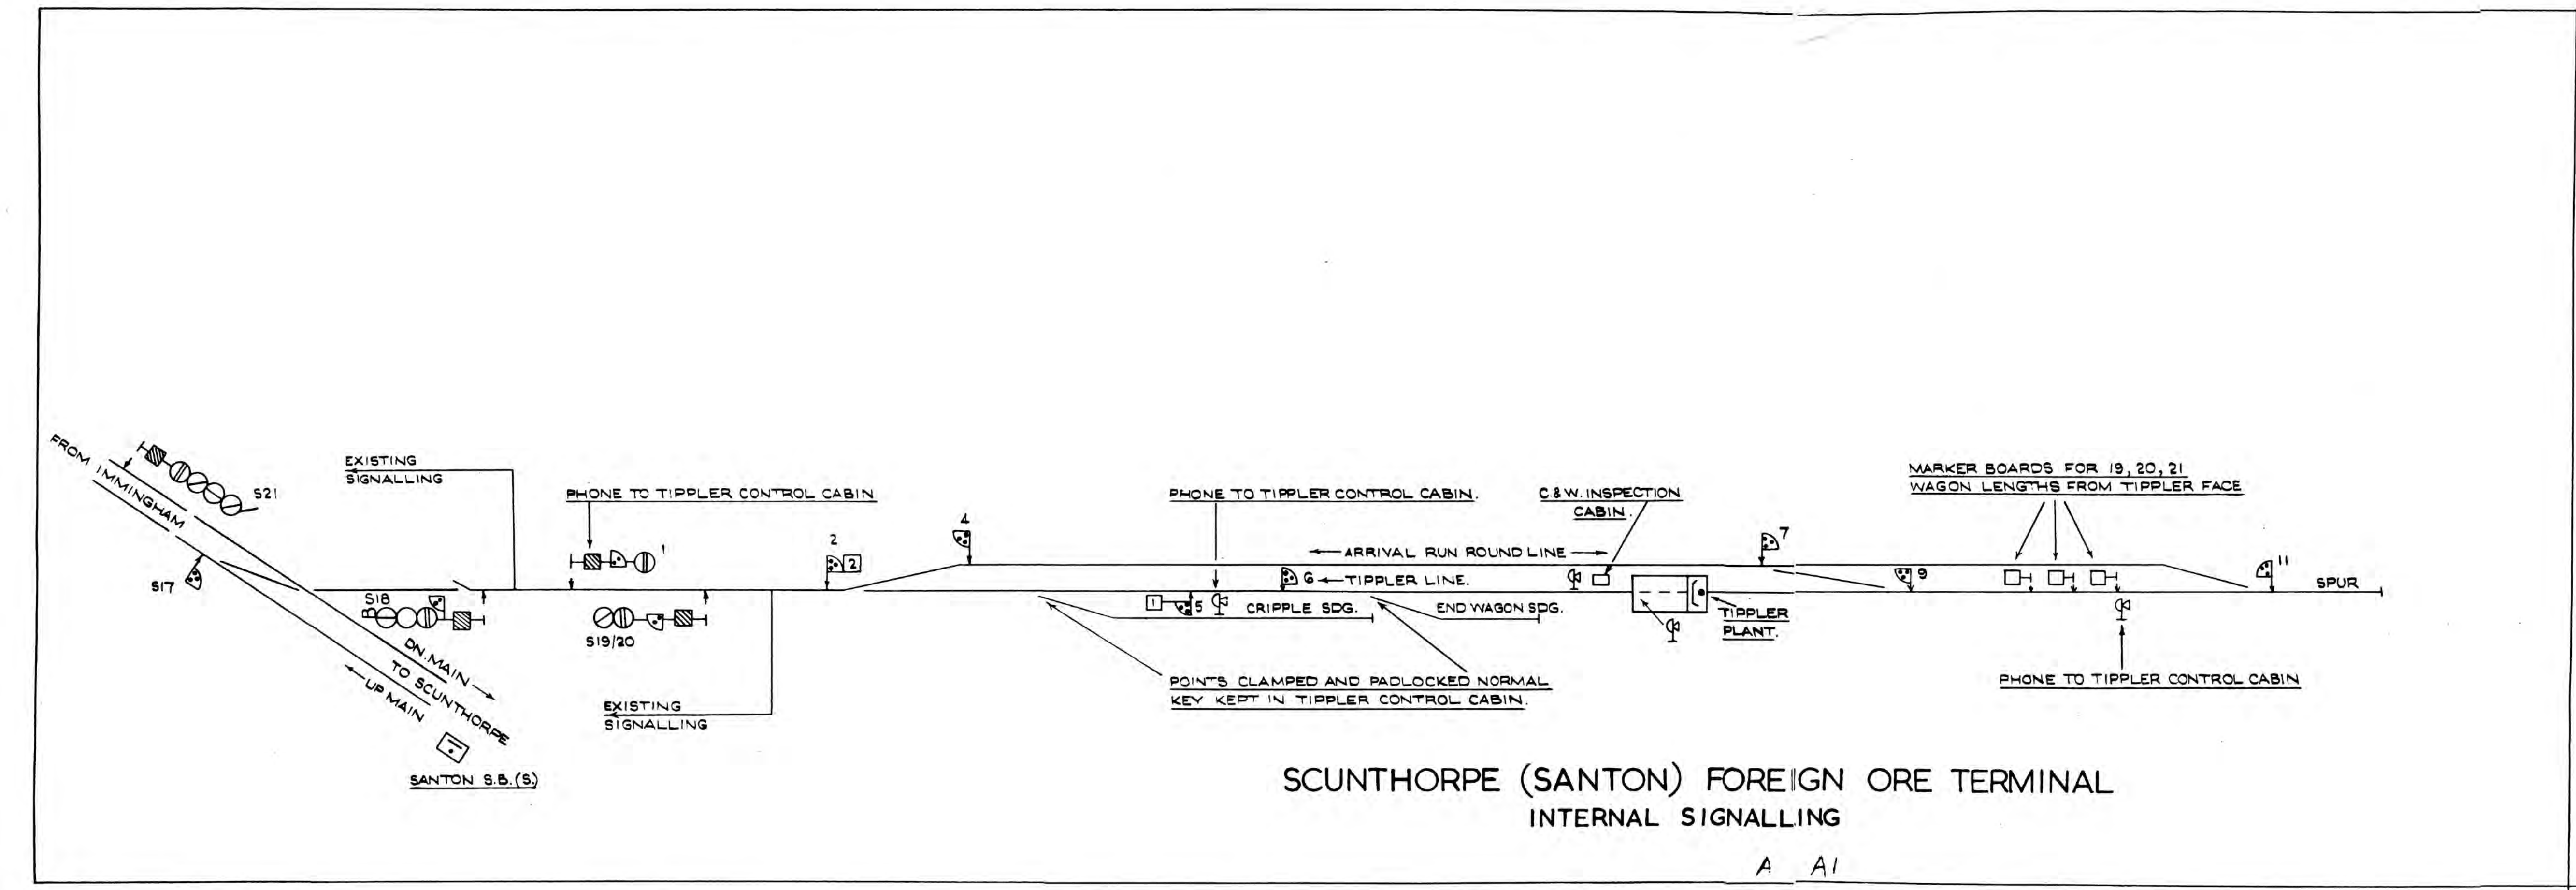 FROM IMMINGHAM
S21
S17
EXISTING
SIGNALLING
S18
PHONE TO TIPPLER CONTROL CABIN
1
S19/20
2
2
4
EXISTING
SIGNALLING
DN. MAIN
TO SCUNTHORPE
UP MAIN
SANTON S.B.(S.)
PHONE TO TIPPLER CONTROL CABIN.
C.&W. INSPECTION
CABIN.
ARRIVAL RUN ROUND LINE
6
TIPPLER LINE.
1
5
CRIPPLE SDG.
END WAGON SDG.
7
TIPPLER
PLANT.
9
MARKER BOARDS FOR 19, 20, 21
WAGON LENGTHS FROM TIPPLER FACE
11
SPUR
POINTS CLAMPED AND PADLOCKED NORMAL
KEY KEPT IN TIPPLER CONTROL CABIN.
PHONE TO TIPPLER CONTROL CABIN
SCUNTHORPE (SANTON) FOREIGN ORE TERMINAL
INTERNAL SIGNALLING
A A1